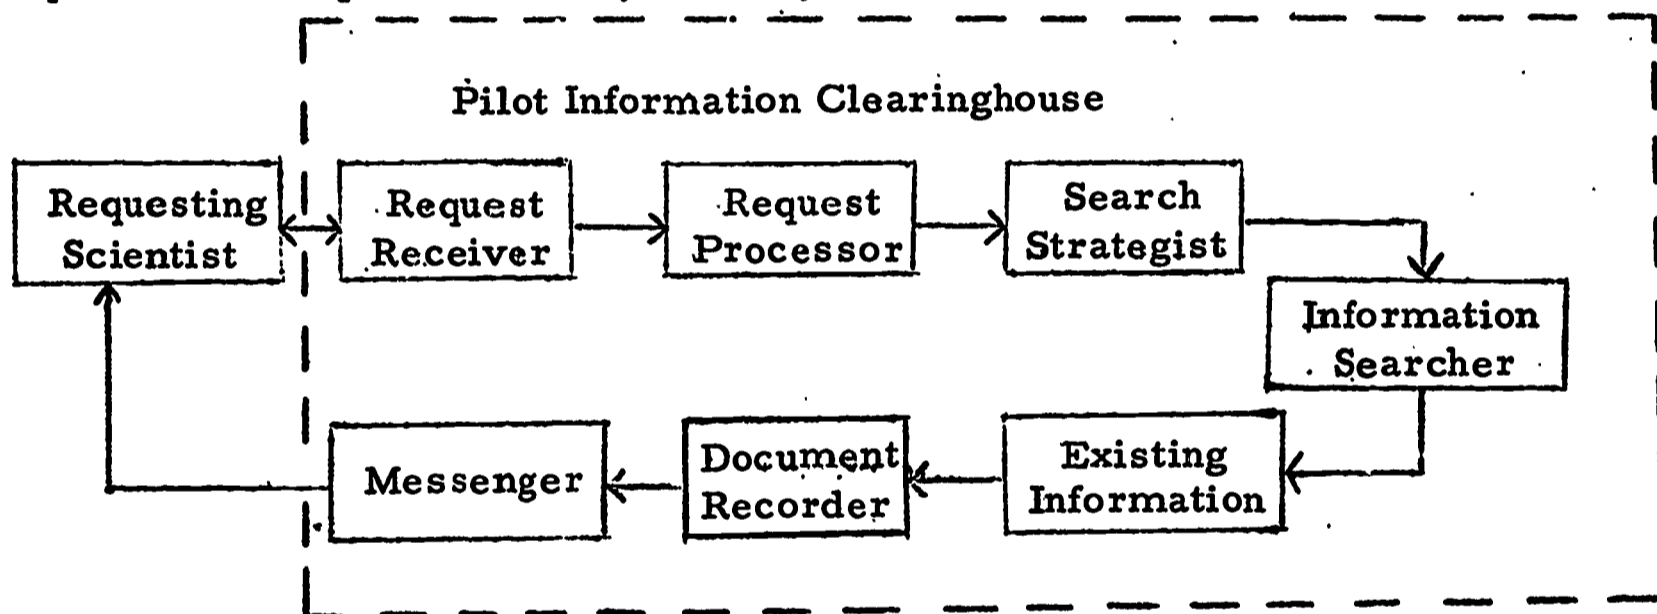 Pilot Information Clearinghouse
Requesting
Scientist
Request
Receiver
Request
Processor
Search
Strategist
Information
Searcher
Existing
Information
Document
Recorder
Messenger